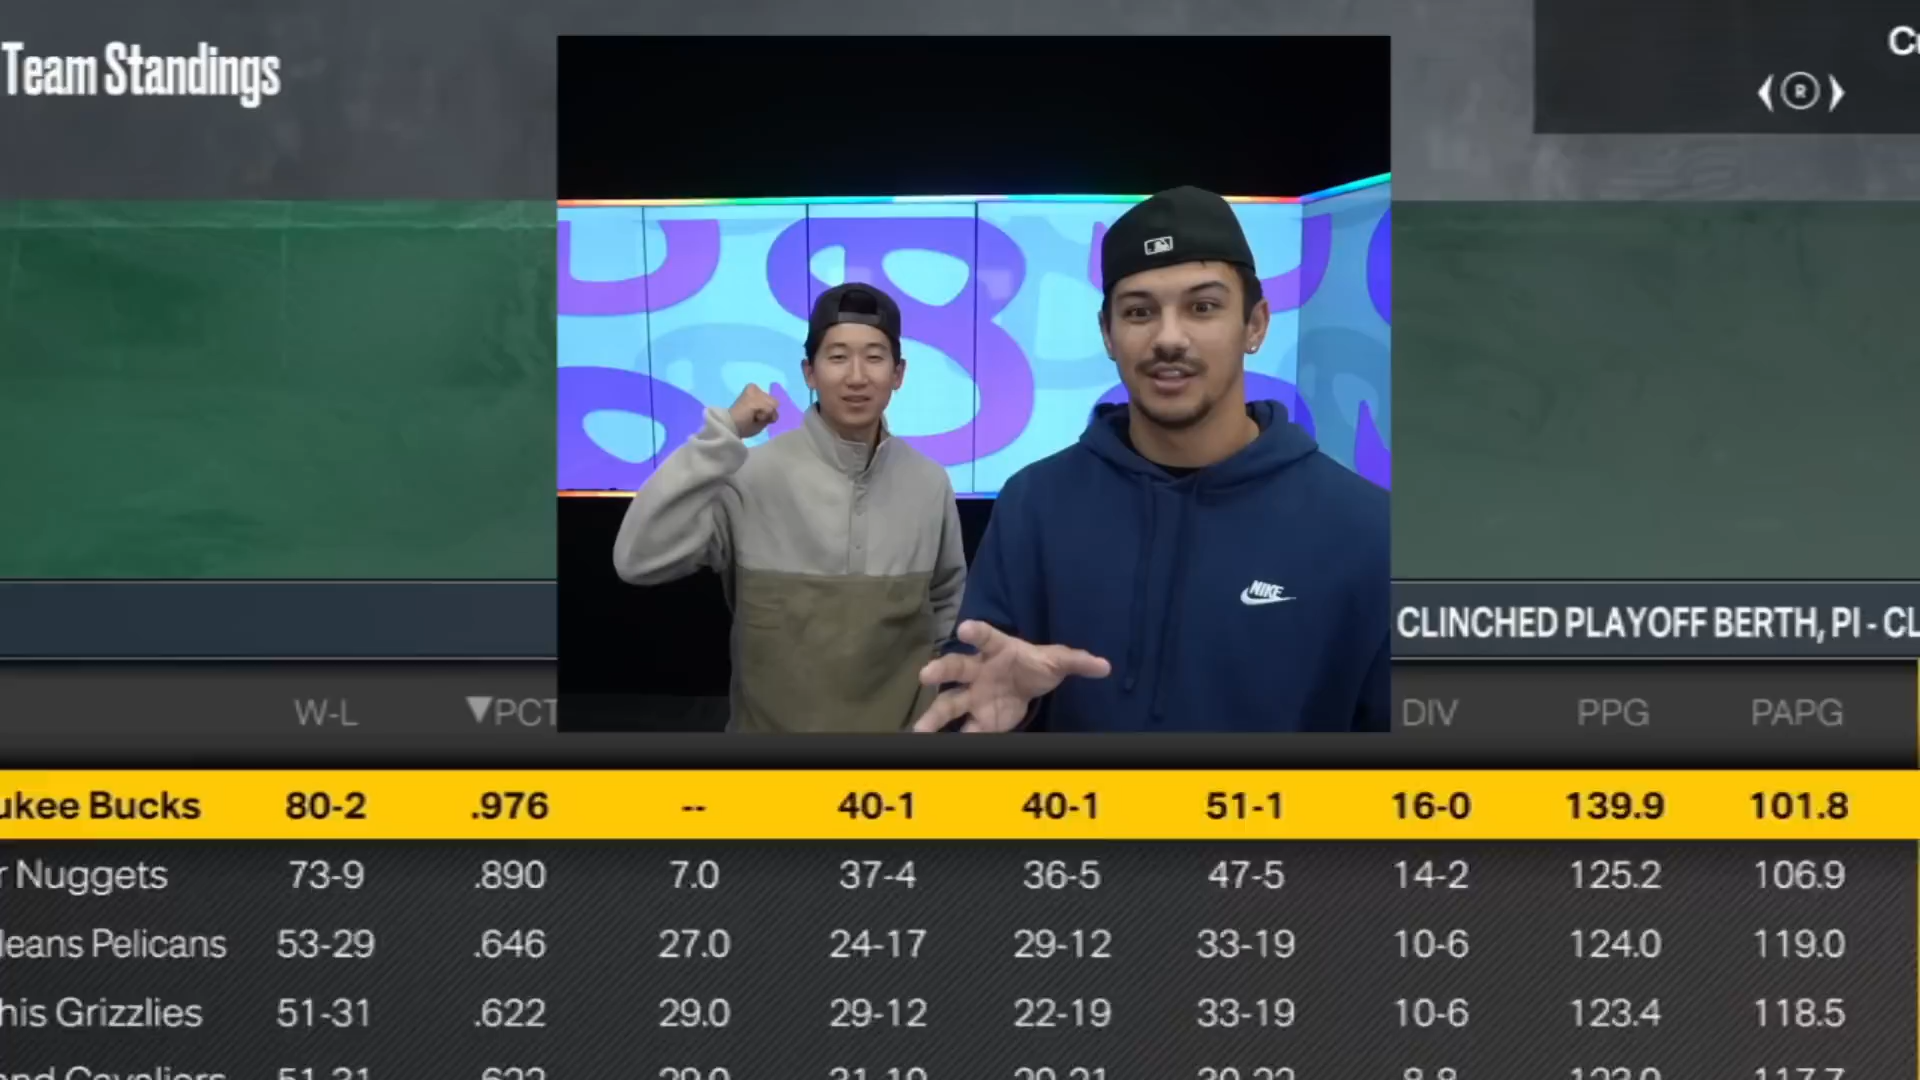 Team Standings
R
NIKE
CLINCHED PLAYOFF BERTH, PI - CL
W-L ▼PCT DIV PPG PAPG
ukee Bucks 80-2 .976 -- 40-1 40-1 51-1 16-0 139.9 101.8
r Nuggets 73-9 .890 7.0 37-4 36-5 47-5 14-2 125.2 106.9
leans Pelicans 53-29 .646 27.0 24-17 29-12 33-19 10-6 124.0 119.0
his Grizzlies 51-31 .622 29.0 29-12 22-19 33-19 10-6 123.4 118.5